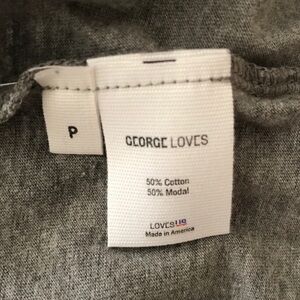 P
GEORGE LOVES
50% Cotton
50% Modal
LOVESUS
Made in America